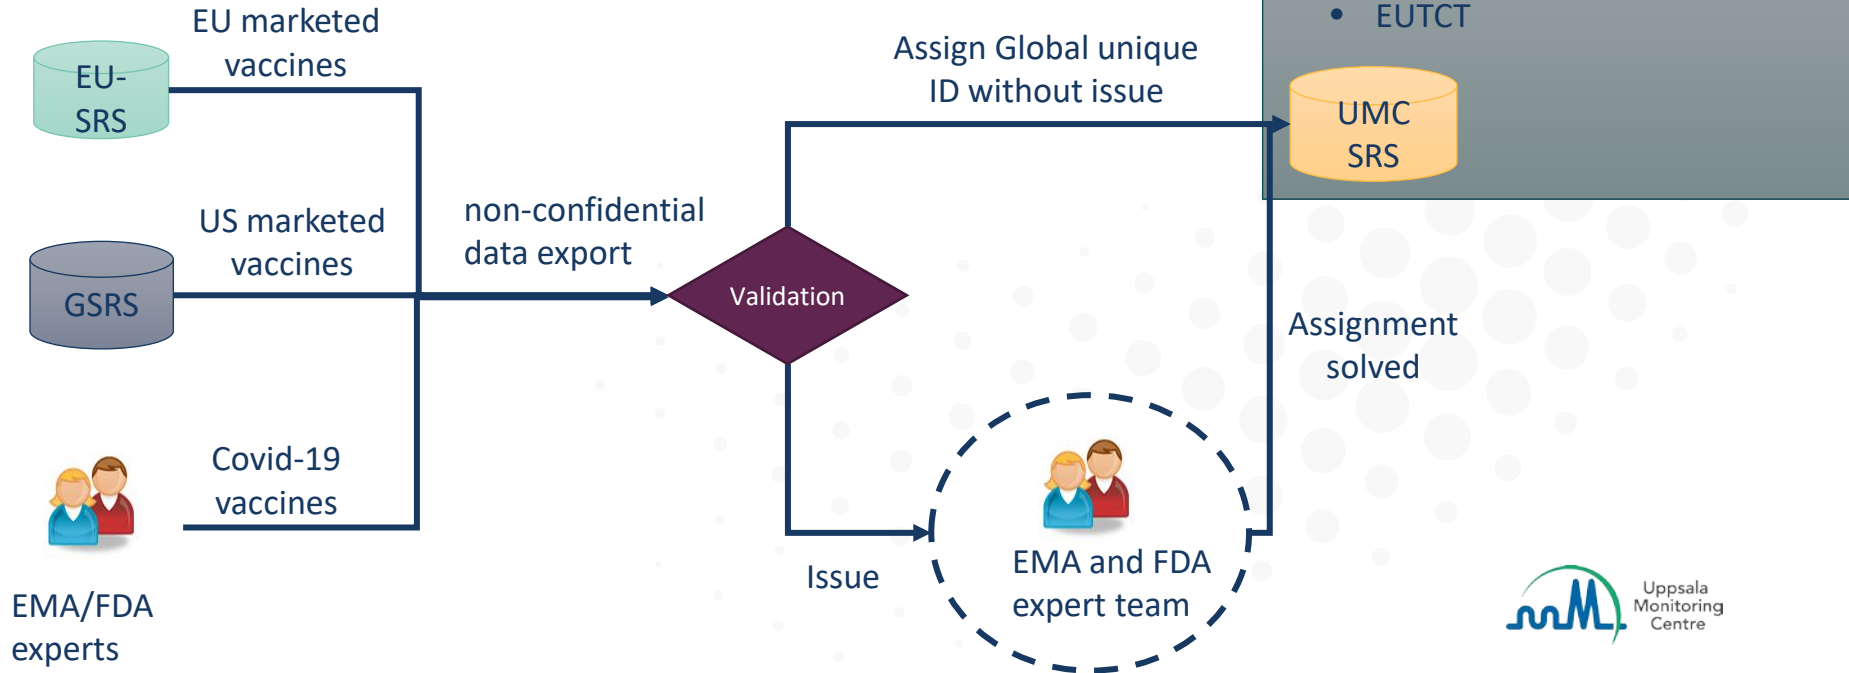 EU marketed
vaccines
EU-
SRS
US marketed
vaccines
GSRS
Covid-19
vaccines
EMA/FDA
experts
non-confidential
data export
Validation
Assign Global unique
ID without issue
• EUTCT
UMC
SRS
Assignment
solved
Issue
EMA and FDA
expert team
Uppsala
Monitoring
Centre